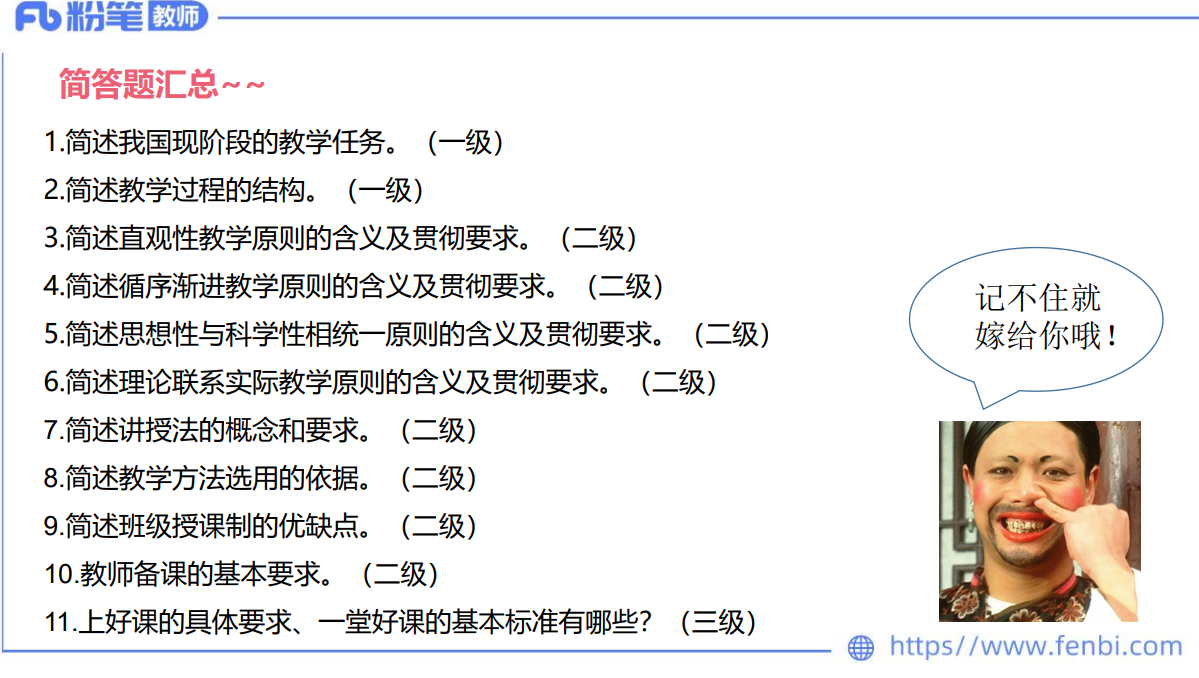 粉笔教师
简答题汇总~~
1.简述我国现阶段的教学任务。（一级）
2.简述教学过程的结构。（一级）
3.简述直观性教学原则的含义及贯彻要求。（二级）
4.简述循序渐进教学原则的含义及贯彻要求。（二级）
5.简述思想性与科学性相统一原则的含义及贯彻要求。（二级）
6.简述理论联系实际教学原则的含义及贯彻要求。（二级）
7.简述讲授法的概念和要求。（二级）
8.简述教学方法选用的依据。（二级）
9.简述班级授课制的优缺点。（二级）
10.教师备课的基本要求。（二级）
11.上好课的具体要求、一堂好课的基本标准有哪些？（三级）
记不住就
嫁给你哦！
https//www.fenbi.com